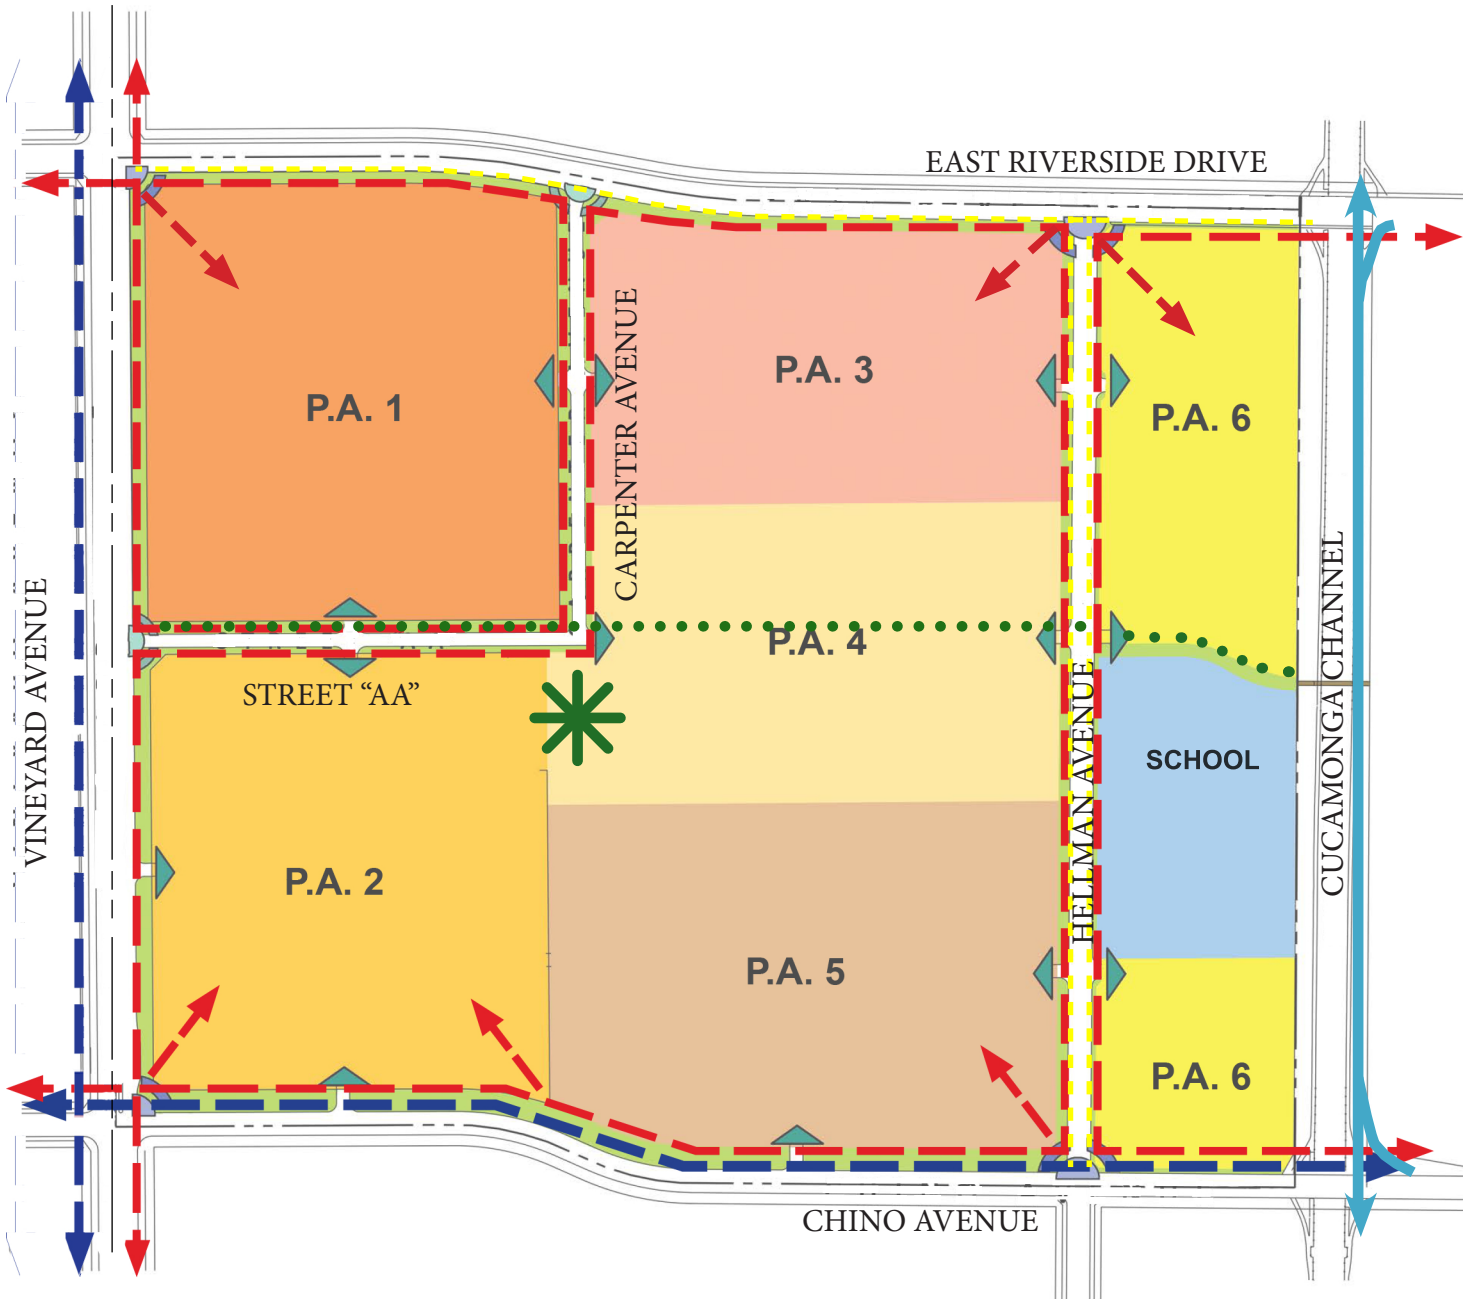 EAST RIVERSIDE DRIVE
P.A. 1
CARPENTER AVENUE
P.A. 3
P.A. 6
VINEYARD AVENUE
STREET “AA”
P.A. 4
HELLMAN AVENUE
SCHOOL
CUCAMONGA CHANNEL
P.A. 2
P.A. 5
P.A. 6
CHINO AVENUE